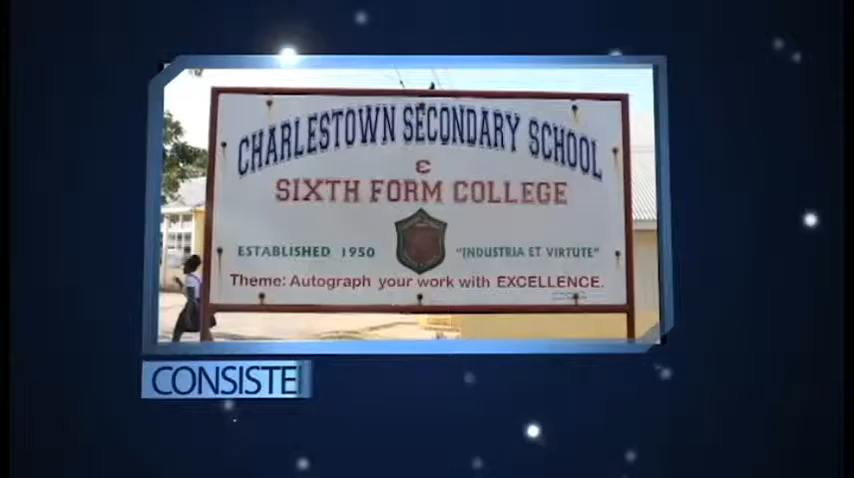 CHARLESTOWN SECONDARY SCHOOL
&
SIXTH FORM COLLEGE
ESTABLISHED 1950 "INDUSTRIA ET VIRTUTE"
Theme: Autograph your work with EXCELLENCE.
CONSISTE